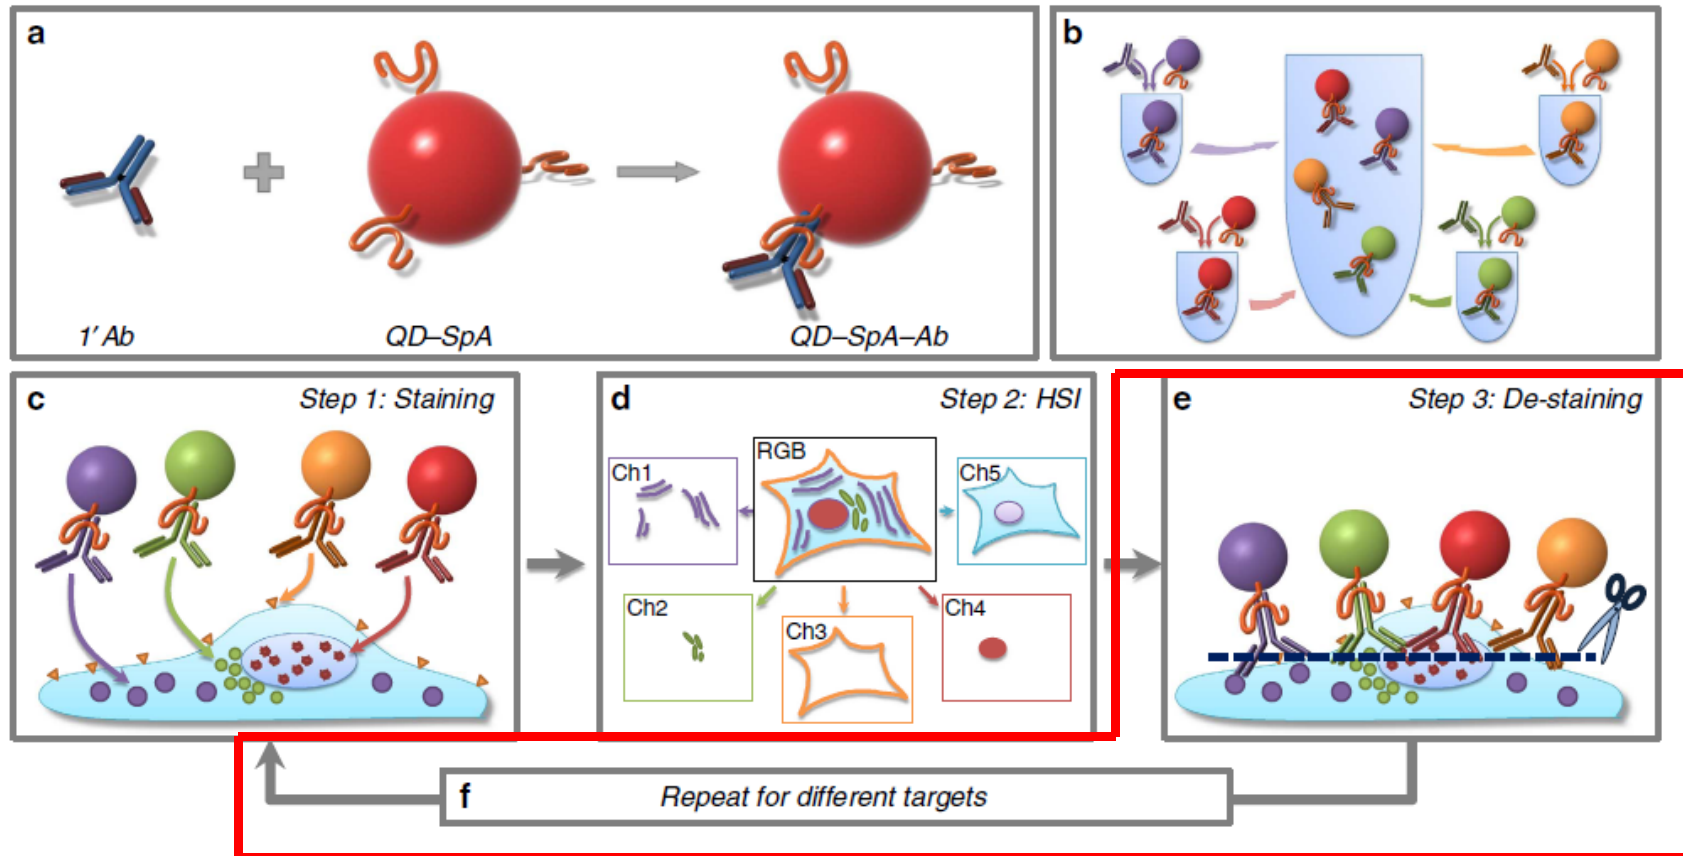 a
1′ Ab
QD–SpA
QD–SpA–Ab
b
c
Step 1: Staining
d
Step 2: HSI
Ch1
RGB
Ch5
Ch2
Ch3
Ch4
e
Step 3: De-staining
f
Repeat for different targets